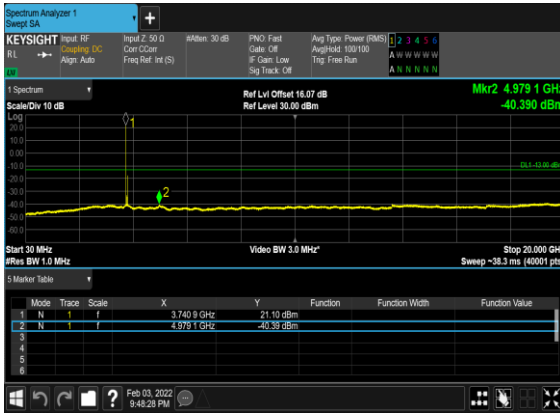 Spectrum Analyzer 1
Swept SA
+
KEYSIGHT Input: RF Input Z: 50 Ω #Atten: 30 dB PNO: Fast Avg Type: Power (RMS) 1 2 3 4 5 6
RL Coupling: DC Corr CCorr Gate: Off Avg|Hold: 100/100 A W W W W W
Align: Auto Freq Ref: Int (S) IF Gain: Low Trig: Free Run
Sig Track: Off A N N N N N
1 Spectrum Ref Lvl Offset 16.07 dB Mkr2 4.979 1 GHz
Scale/Div 10 dB Ref Level 30.00 dBm -40.390 dBm
Log
20.0
10.0
0.00
-10.0
-20.0
-30.0
-40.0
-50.0
-60.0
1
2
DL1 -13.00 dBm
Start 30 MHz Video BW 3.0 MHz* Stop 20.000 GH
#Res BW 1.0 MHz Sweep ~38.3 ms (40001 pts
5 Marker Table
Mode Trace Scale X Y Function Function Width Function Value
1 N 1 f 3.740 9 GHz 21.10 dBm
2 N 1 f 4.979 1 GHz -40.39 dBm
3
4
5
6
? Feb 03, 2022
9:48:28 PM